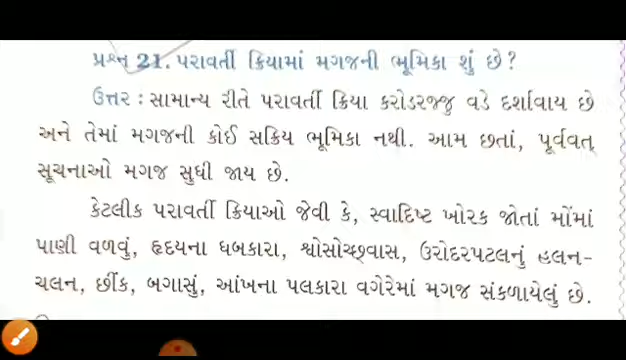 પ્રશ્ન 21. પરાવર્તી ક્રિયામાં મગજની ભૂમિકા શું છે?
ઉત્તર : સામાન્ય રીતે પરાવર્તી ક્રિયા કરોડરજ્જુ વડે દર્શાવાય છે
અને તેમાં મગજની કોઈ સક્રિય ભૂમિકા નથી. આમ છતાં, પૂર્વવત્
સૂચનાઓ મગજ સુધી જાય છે.
કેટલીક પરાવર્તી ક્રિયાઓ જેવી કે, સ્વાદિષ્ટ ખોરક જોતાં મોંમાં
પાણી વળવું, હૃદયના ધબકારા, શ્વોસોચ્છ્વાસ, ઉરોદરપટલનું હલન-
ચલન, છીંક, બગાસું, આંખના પલકારા વગેરેમાં મગજ સંકળાયેલું છે.